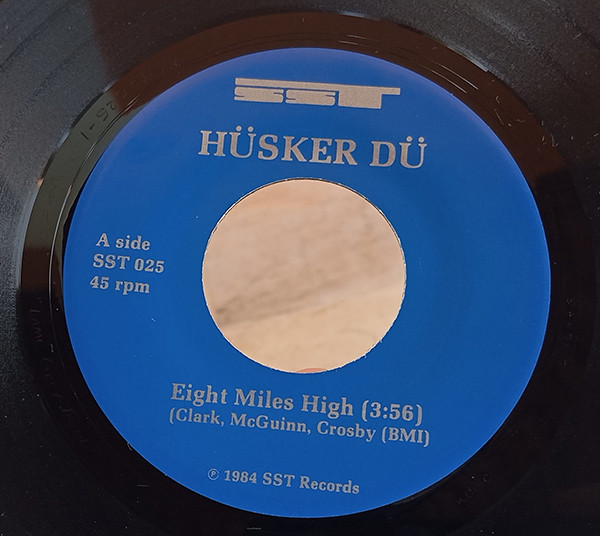 SST
HÜSKER DÜ
A side
SST 025
45 rpm
Eight Miles High (3:56)
(Clark, McGuinn, Crosby (BMI)
℗ 1984 SST Records